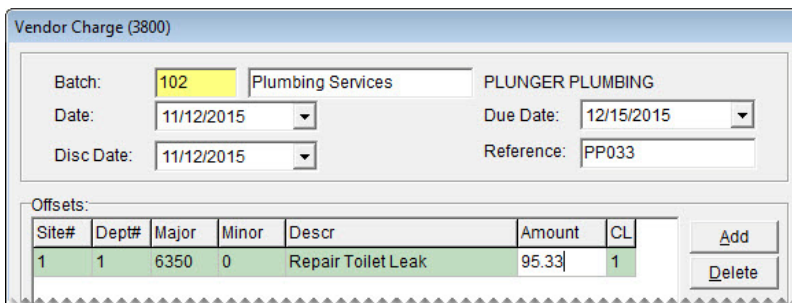 Vendor Charge (3800)
Batch: 102 Plumbing Services PLUNGER PLUMBING
Date: 11/12/2015 Due Date: 12/15/2015
Disc Date: 11/12/2015 Reference: PP033
Offsets:
Site# Dept# Major Minor Descr Amount CL Add
1 1 6350 0 Repair Toilet Leak 95.33 1 Delete